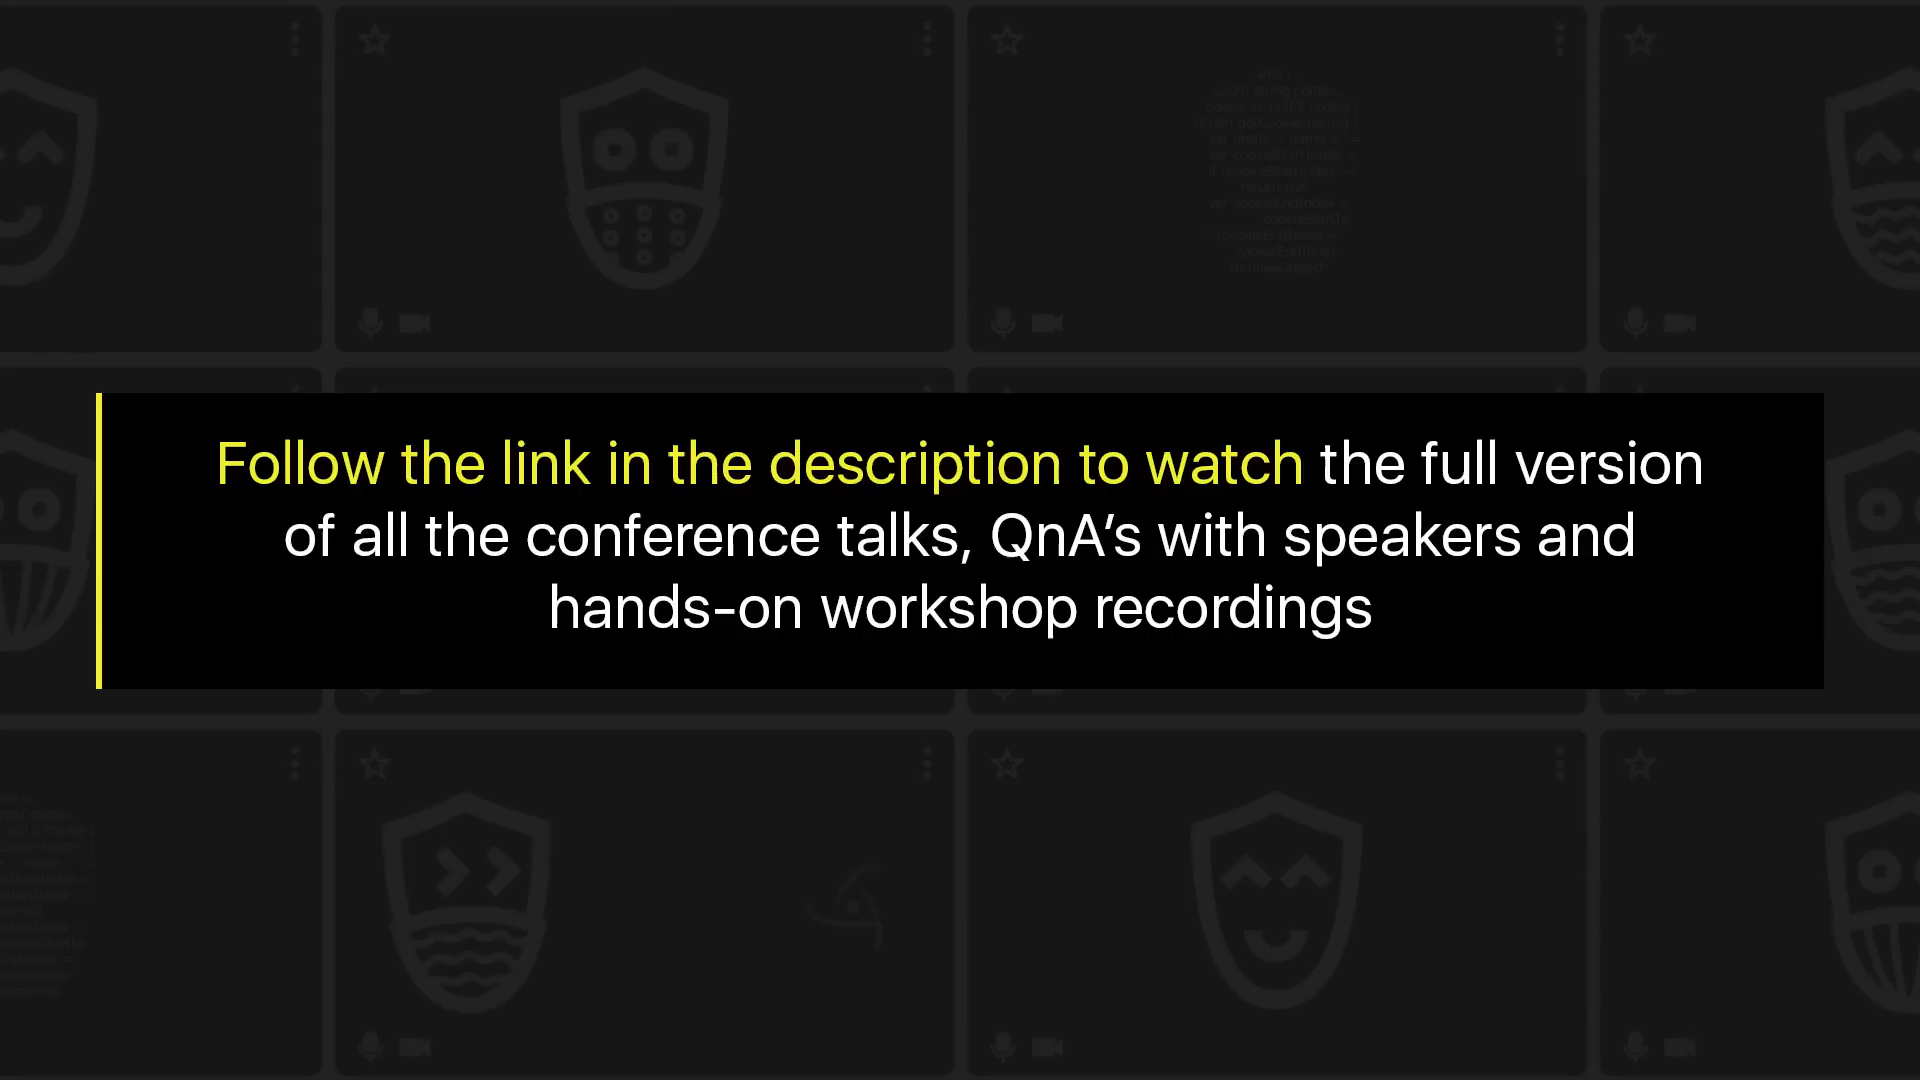 Follow the link in the description to watch the full version
of all the conference talks, QnA’s with speakers and
hands-on workshop recordings